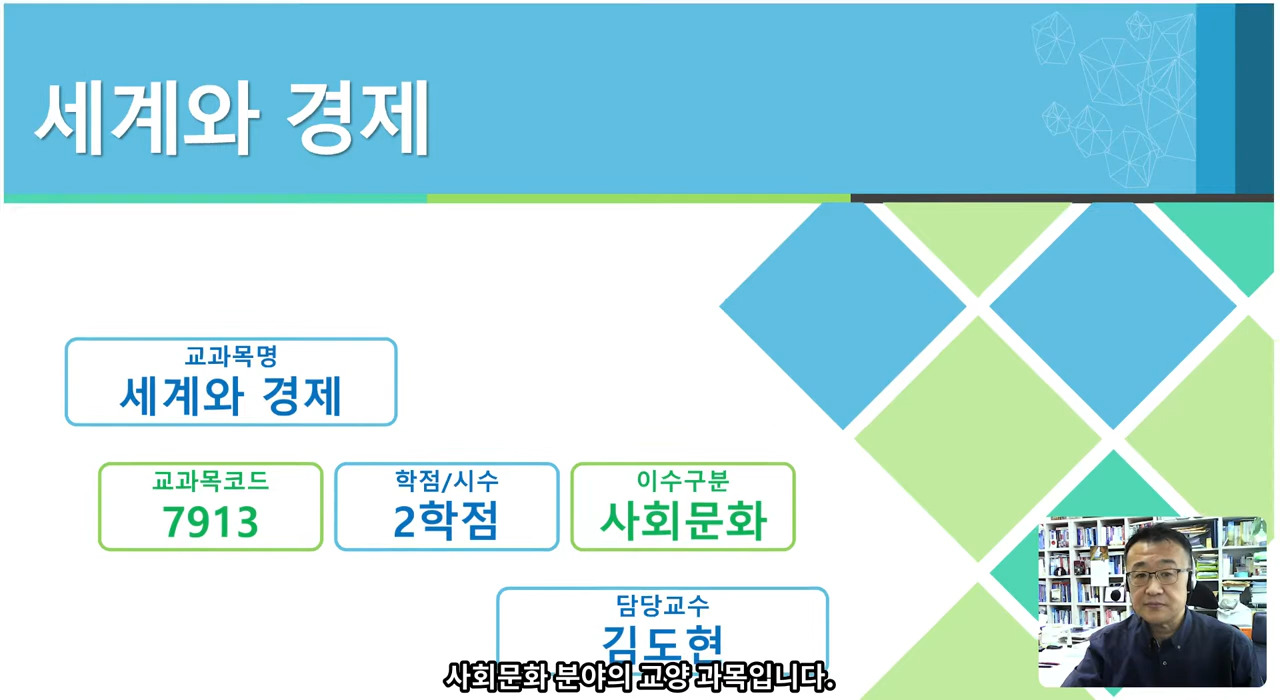 세계와 경제
교과목명
세계와 경제
교과목코드
7913
학점/시수
2학점
이수구분
사회문화
담당교수
김도현
사회문화 분야의 교양 과목입니다.